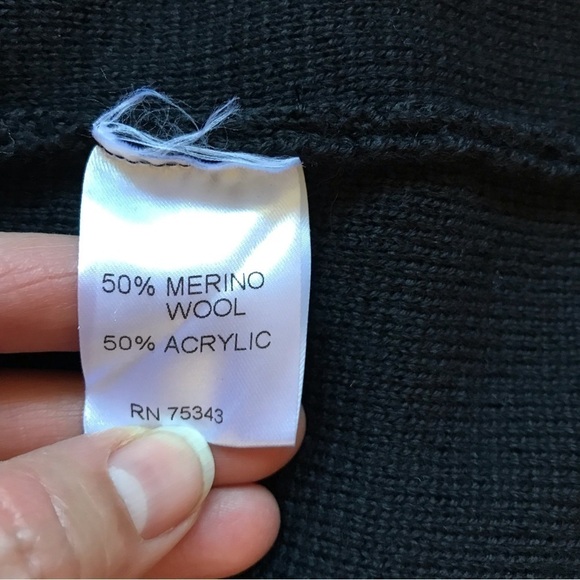 50% MERINO
WOOL
50% ACRYLIC
RN 75343